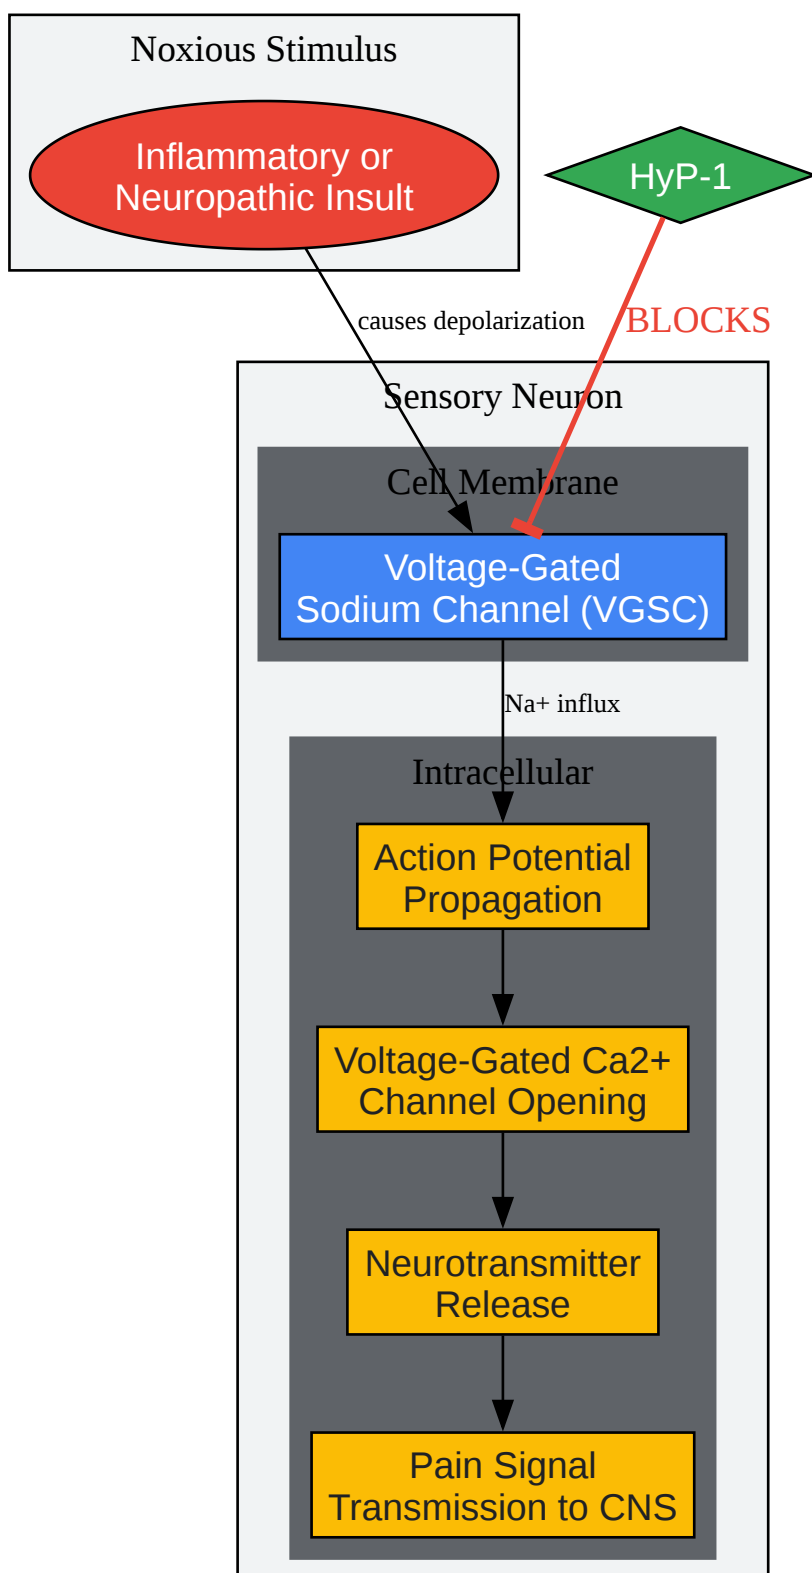 Noxious Stimulus
Inflammatory or
Neuropathic Insult
HyP-1
causes depolarization
BLOCKS
Sensory Neuron
Cell Membrane
Voltage-Gated
Sodium Channel (VGSC)
Na+ influx
Intracellular
Action Potential
Propagation
Voltage-Gated Ca2+
Channel Opening
Neurotransmitter
Release
Pain Signal
Transmission to CNS